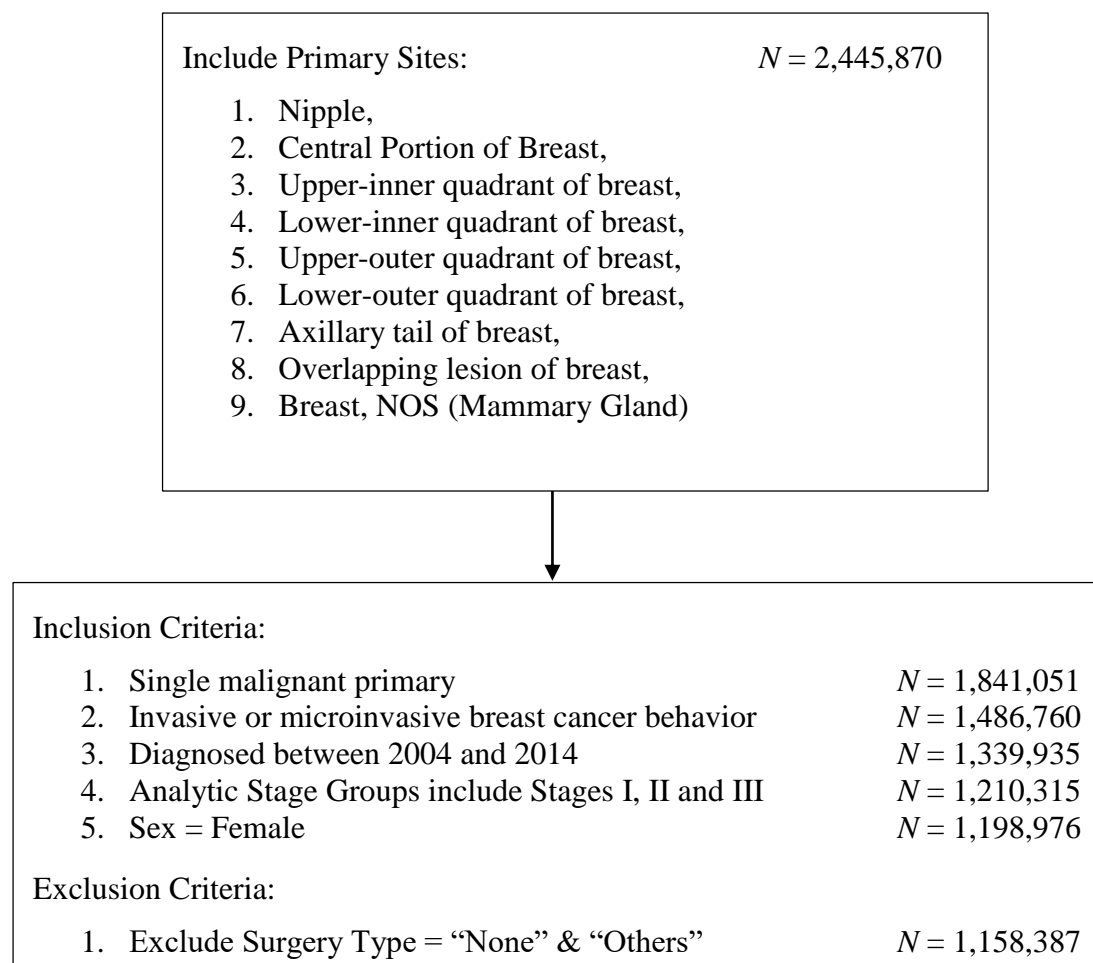 Include Primary Sites: N = 2,445,870
1. Nipple,
2. Central Portion of Breast,
3. Upper-inner quadrant of breast,
4. Lower-inner quadrant of breast,
5. Upper-outer quadrant of breast,
6. Lower-outer quadrant of breast,
7. Axillary tail of breast,
8. Overlapping lesion of breast,
9. Breast, NOS (Mammary Gland)
Inclusion Criteria:
1. Single malignant primary N = 1,841,051
2. Invasive or microinvasive breast cancer behavior N = 1,486,760
3. Diagnosed between 2004 and 2014 N = 1,339,935
4. Analytic Stage Groups include Stages I, II and III N = 1,210,315
5. Sex = Female N = 1,198,976
Exclusion Criteria:
1. Exclude Surgery Type = “None” & “Others” N = 1,158,387